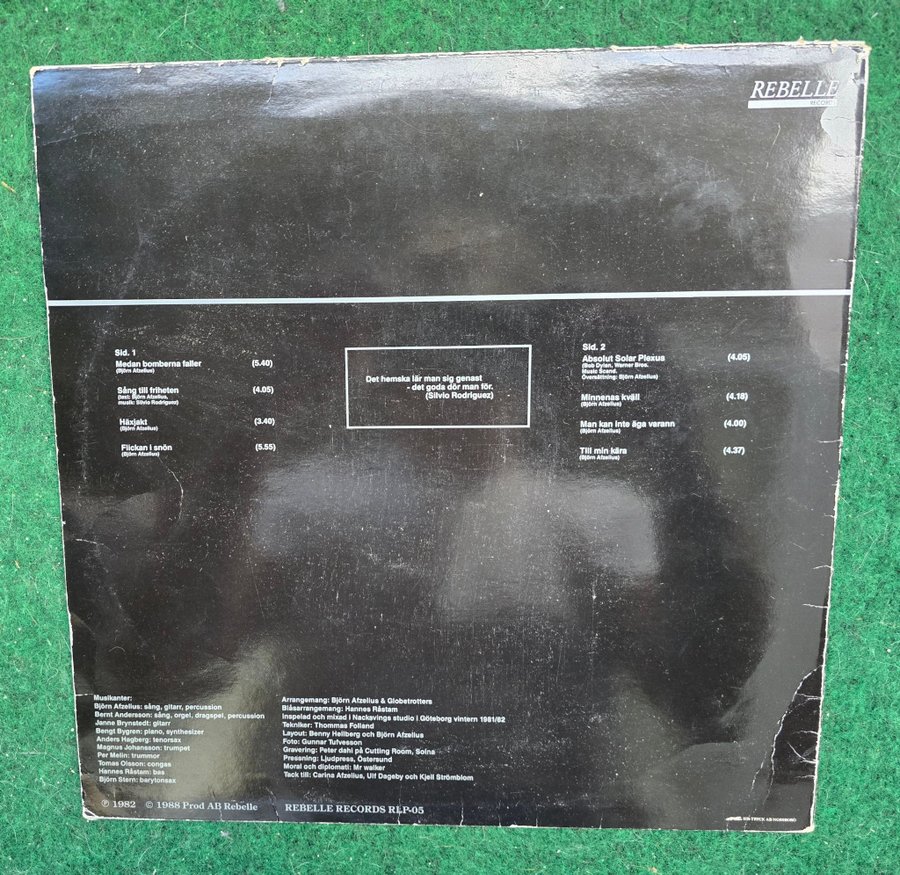 REBELLE
RECORDS
Sid. 1
Medan bomberna faller (5.40)
(Björn Afzelius)
Sång till friheten (4.05)
(text: Björn Afzelius,
musik: Silvio Rodriguez)
Häxjakt (3.40)
(Björn Afzelius)
Flickan i snön (5.55)
(Björn Afzelius)
Det hemska lär man sig genast
- det goda dör man för.
(Silvio Rodriguez)
Sid. 2
Absolut Solar Plexus (4.05)
(Bob Dylan, Warner Bros.
Music Scand.
Översättning: Björn Afzelius)
Minnenas kväll (4.18)
(Björn Afzelius)
Man kan inte äga varann (4.00)
(Björn Afzelius)
Till min kära (4.37)
(Björn Afzelius)
Musikanter:
Björn Afzelius: sång, gitarr, percussion
Bernt Andersson: sång, orgel, dragspel, percussion
Janne Brynstedt: gitarr
Bengt Bygren: piano, synthesizer
Anders Hagberg: tenorsax
Magnus Johansson: trumpet
Per Melin: trummor
Tomas Olsson: congas
Hannes Råstam: bas
Björn Stern: barytonsax
Arrangemang: Björn Afzelius & Globetrotters
Blåsarrangemang: Hannes Råstam
Inspelad och mixad i Nackavings studio i Göteborg vintern 1981/82
Tekniker: Thommas Folland
Layout: Benny Hellberg och Björn Afzelius
Foto: Gunnar Tufvesson
Gravering: Peter dahl på Cutting Room, Solna
Pressning: Ljudpress, Östersund
Moral och diplomati: Mr walker
Tack till: Carina Afzelius, Ulf Dageby och Kjell Strömblom
℗ 1982 © 1988 Prod AB Rebelle
REBELLE RECORDS RLP-05